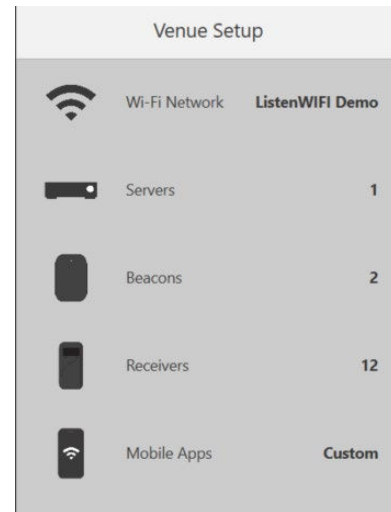 Venue Setup
Wi-Fi Network ListenWIFI Demo
Servers 1
Beacons 2
Receivers 12
Mobile Apps Custom